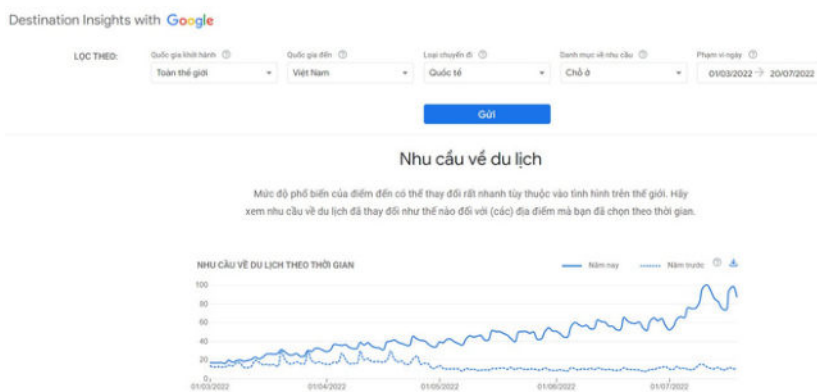 Destination Insights with Google
LỌC THEO:
Quốc gia khởi hành
Toàn thế giới
Quốc gia đến
Việt Nam
Loại chuyến đi
Quốc tế
Danh mục về nhu cầu
Chỗ ở
Phạm vi ngày
01/03/2022 → 20/07/2022
Gửi
Nhu cầu về du lịch
Mức độ phổ biến của điểm đến có thể thay đổi rất nhanh tùy thuộc vào tình hình trên thế giới. Hãy
xem nhu cầu về du lịch đã thay đổi như thế nào đối với (các) địa điểm mà bạn đã chọn theo thời gian.
NHU CẦU VỀ DU LỊCH THEO THỜI GIAN
Năm nay
Năm trước
100
80
60
40
20
0
01/03/2022
01/04/2022
01/05/2022
01/06/2022
01/07/2022